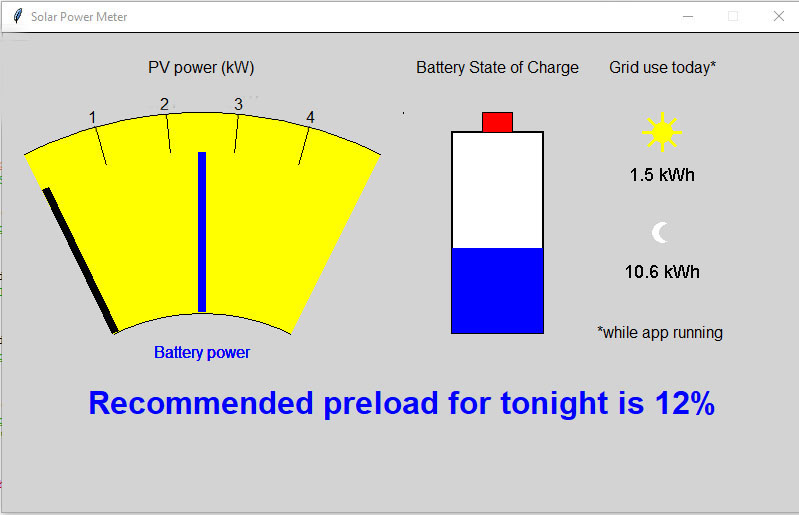 Solar Power Meter
PV power (kW)
Battery State of Charge
Grid use today*
1
2
3
4
1.5 kWh
10.6 kWh
*while app running
Battery power
Recommended preload for tonight is 12%